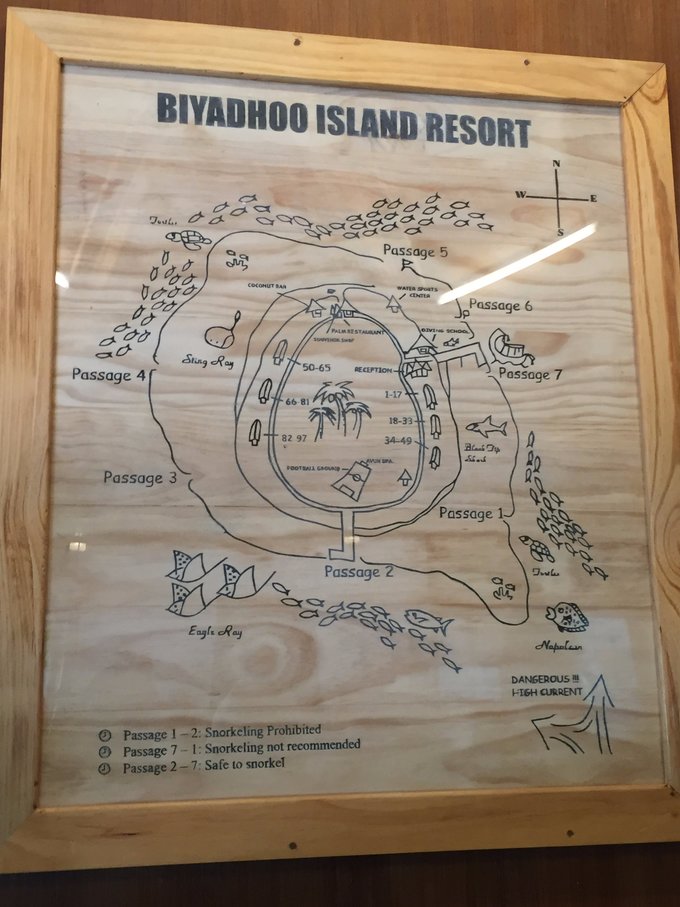 BIYADHOO ISLAND RESORT
N
W E
S
Turtle
Passage 5
COCONUT BAR
WATER SPORTS
CENTER
Passage 6
PALM RESTAURANT
SOUVENIR SHOP
DIVING SCHOOL
Sting Ray
50-65
RECEPTION
Passage 7
Passage 4
66-81
1-17
18-33
82 97
34-49
Black Tip
Shark
AYUR SPA
FOOTBALL GROUND
Passage 3
Passage 1
Passage 2
Turtle
Eagle Ray
Napolean
DANGEROUS !!!
HIGH CURRENT
Passage 1 – 2: Snorkeling Prohibited
Passage 7 – 1: Snorkeling not recommended
Passage 2 – 7: Safe to snorkel